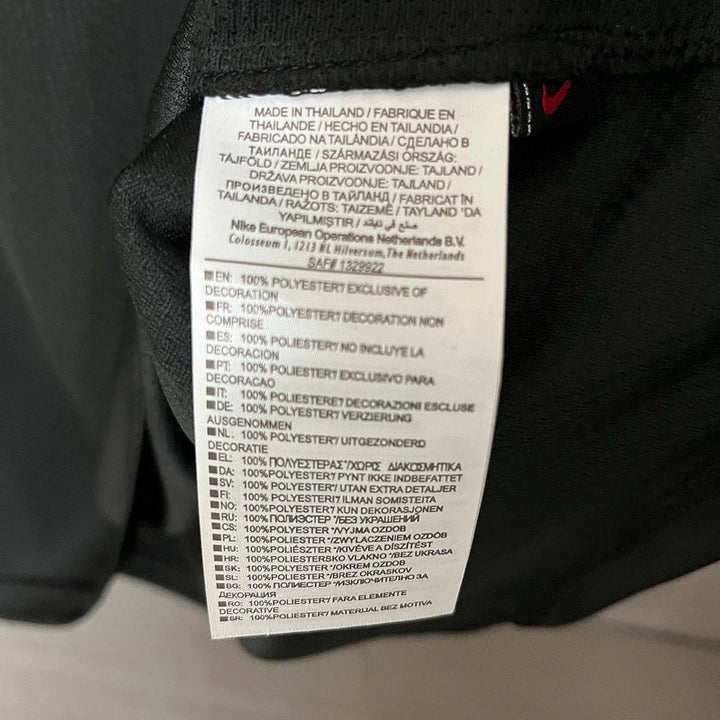 MADE IN THAILAND / FABRIQUE EN
THAILANDE / HECHO EN TAILANDIA /
FABRICADO NA TAILÂNDIA / СДЕЛАНО В
ТАИЛАНДЕ / SZÁRMAZÁSI ORSZÁG:
TÁJFÖLD / ZEMLJA PROIZVODNJE: TAJLAND /
DRŽAVA PROIZVODNJE: TAJLAND /
ПРОИЗВЕДЕНО В ТАЙЛАНД / FABRICAT ÎN
TAILANDA / RAŽOTS: TAIZEMĒ / TAYLAND 'DA
YAPILMIŞTIR / صنع في تايلند
Nike European Operations Netherlands B.V.
Colosseum 1, 1213 NL Hilversum, The Netherlands
SAF# 1329922
EN: 100% POLYESTER? EXCLUSIVE OF
DECORATION
FR: 100%POLYESTER? DECORATION NON
COMPRISE
ES: 100% POLIESTER? NO INCLUYE LA
DECORACION
PT: 100% POLIESTER? EXCLUSIVO PARA
DECORACAO
IT: 100% POLIESTERE? DECORAZIONI ESCLUSE
DE: 100% POLYESTER? VERZIERUNG
AUSGENOMMEN
NL. 100% POLYESTER? UITGEZONDERD
DECORATIE
EL: 100% ΠΟΛΥΕΣΤΕΡΑΣ*/ΧΩΡΙΣ ΔΙΑΚΟΣΜΗΤΙΚΑ
DA: 100%POLYESTER? PYNT IKKE INDBEFATTET
SV: 100%POLYESTER? UTAN EXTRA DETALJER
FI: 100%POLYESTERI? ILMAN SOMISTEITA
NO: 100%POLYESTER? KUN DEKORASJONEN
RU: 100%ПОЛИЭСТЕР */БЕЗ УКРАШЕНИЙ
CS: 100%POLYESTER */VYJMA OZDOB
PL: 100%POLYESTER */ZWYLACZENIEM OZDÓB
HU: 100%POLIÉSZTER */KIVÉVE A DÍSZÍTÉST
HR: 100%POLIESTERSKO VLAKNO */BEZ UKRASA
SK: 100%POLYESTER */OKREM OZDOB
SL: 100%POLYESTER */BREZ OKRASKOV
BG: 100% ПОЛИЕСТЕР */ИЗКЛЮЧИТЕЛНО ЗА
ДЕКОРАЦИЯ
RO: 100%POLIESTER? FARA ELEMENTE
DECORATIVE
SR: 100%POLIESTER? MATERIJAL BEZ MOTIVA